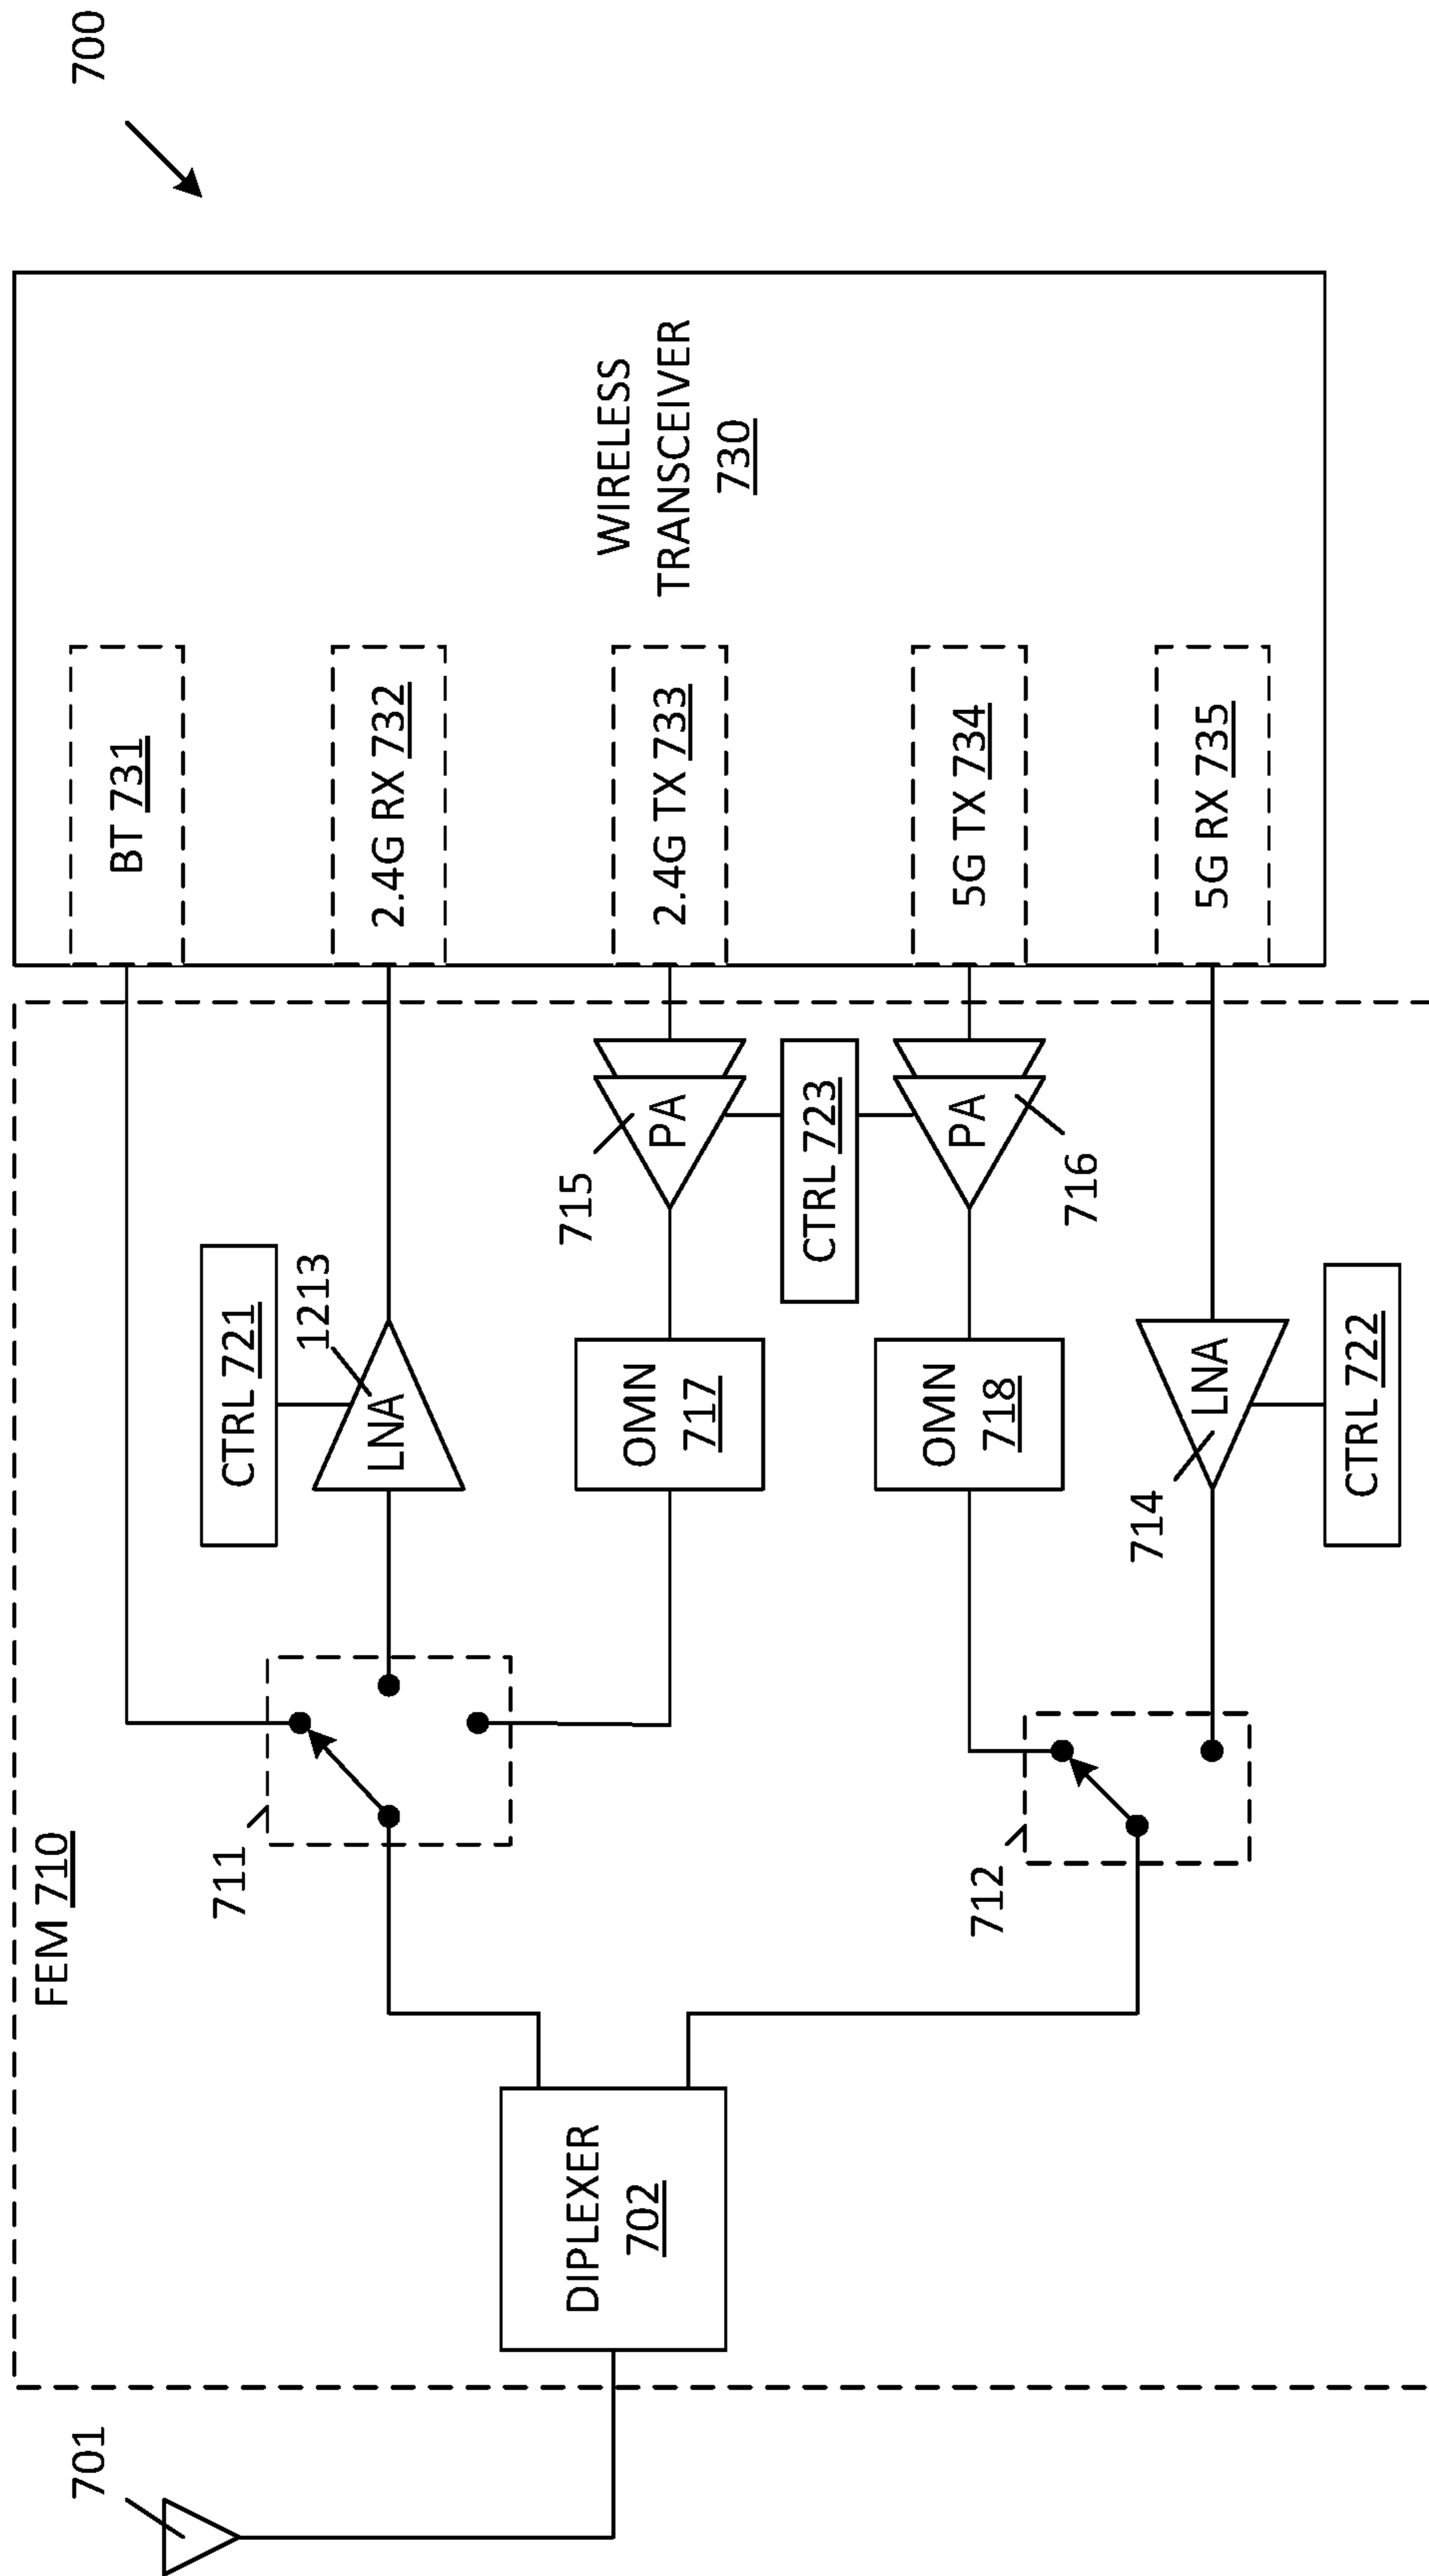 700
FEM 710
BT 731
CTRL 721
1213
LNA
2.4G RX 732
711
701
715
PA
2.4G TX 733
OMN
717
DIPLEXER
702
WIRELESS
TRANSCEIVER
730
CTRL 723
OMN
718
PA
716
5G TX 734
712
714
LNA
5G RX 735
CTRL 722